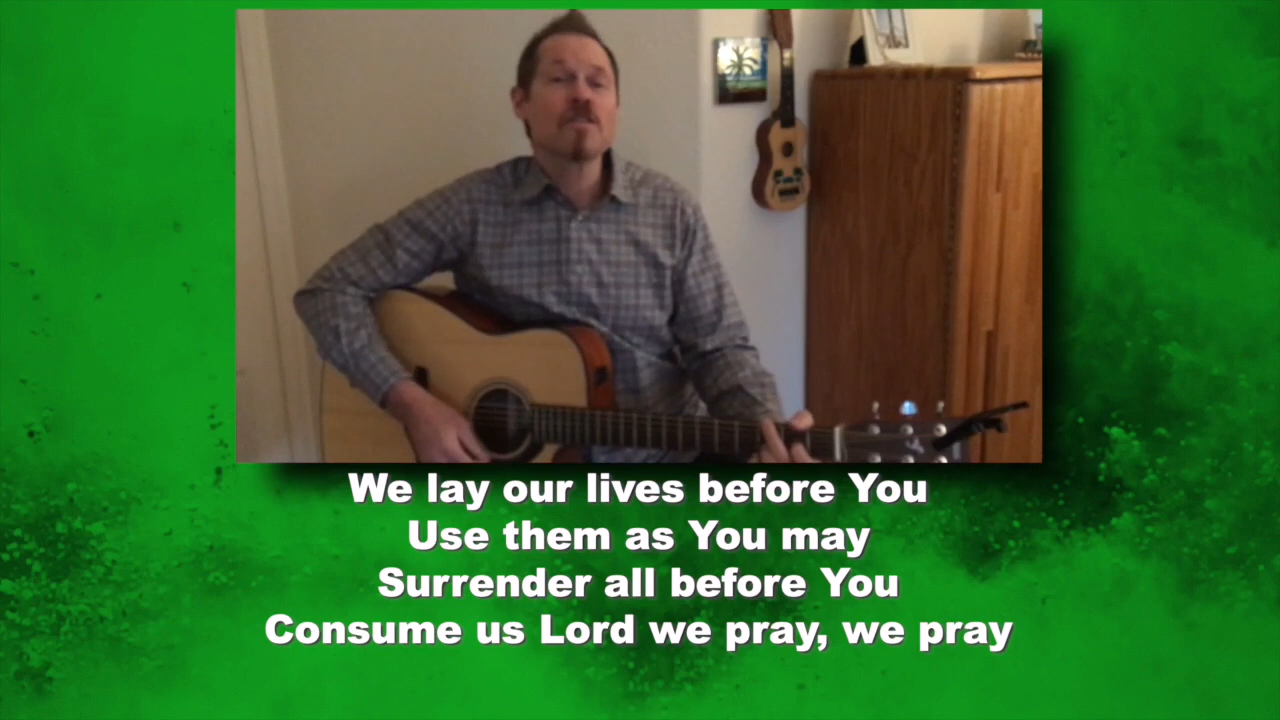 We lay our lives before You
Use them as You may
Surrender all before You
Consume us Lord we pray, we pray